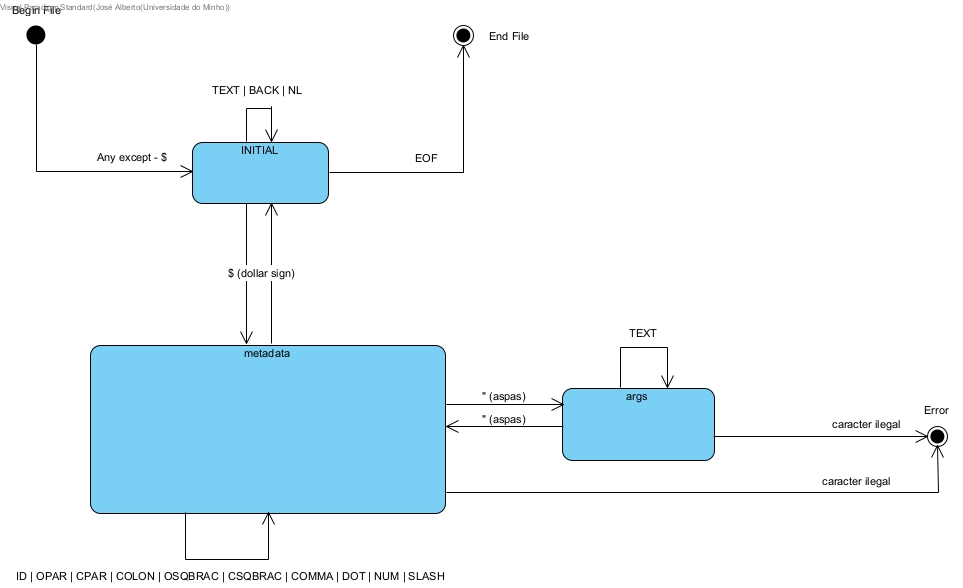 Visual Paradigm Standard(José Alberto(Universidade do Minho))
Begin File
End File
TEXT | BACK | NL
INITIAL
Any except - $
EOF
$ (dollar sign)
metadata
TEXT
args
" (aspas)
" (aspas)
Error
caracter ilegal
caracter ilegal
ID | OPAR | CPAR | COLON | OSQBRAC | CSQBRAC | COMMA | DOT | NUM | SLASH